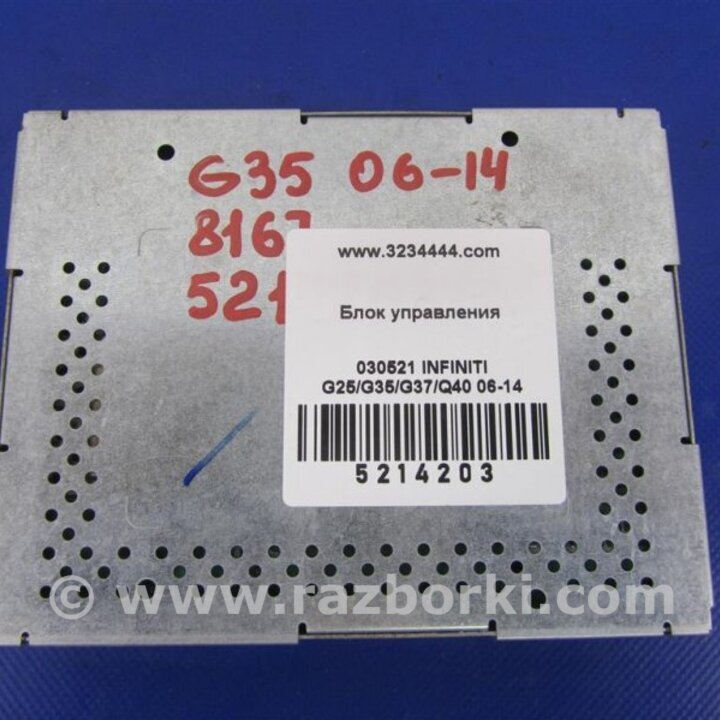 G35 06-14
8167
521
www.3234444.com
Блок управления
030521 INFINITI
G25/G35/G37/Q40 06-14
5214203
© www.razborki.com